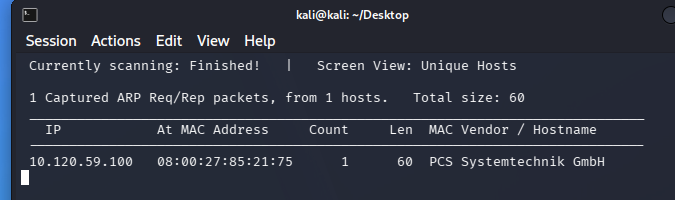 kali@kali: ~/Desktop
Session Actions Edit View Help
Currently scanning: Finished! | Screen View: Unique Hosts
1 Captured ARP Req/Rep packets, from 1 hosts. Total size: 60
IP At MAC Address Count Len MAC Vendor / Hostname
10.120.59.100 08:00:27:85:21:75 1 60 PCS Systemtechnik GmbH